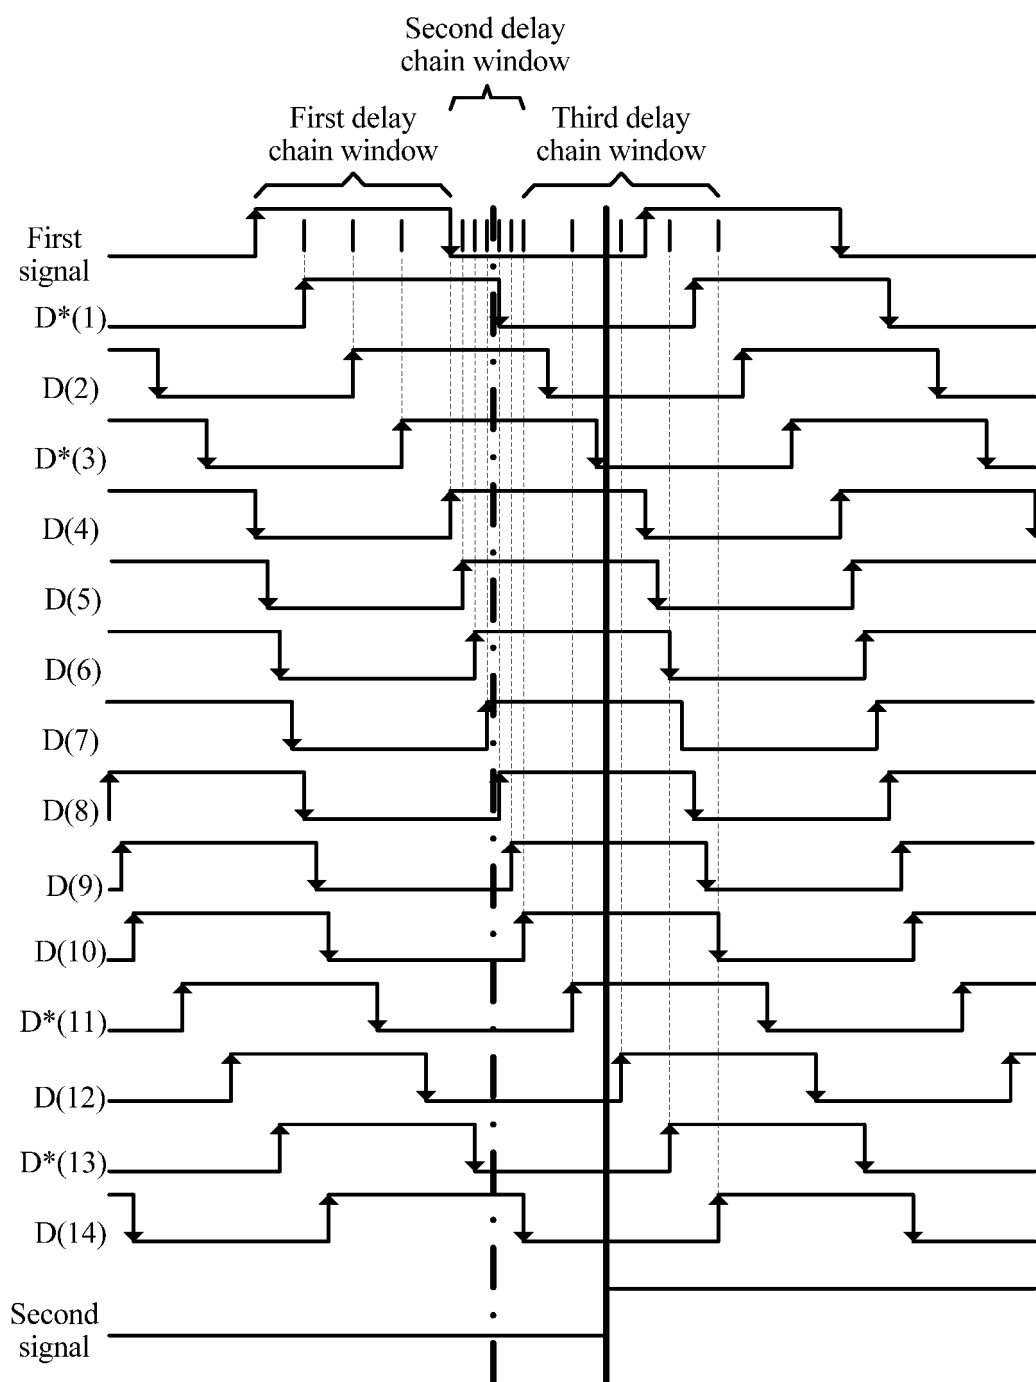 Second delay
chain window
First delay
chain window
Third delay
chain window
First
signal
D*(1)
D(2)
D*(3)
D(4)
D(5)
D(6)
D(7)
D(8)
D(9)
D(10)
D*(11)
D(12)
D*(13)
D(14)
Second
signal